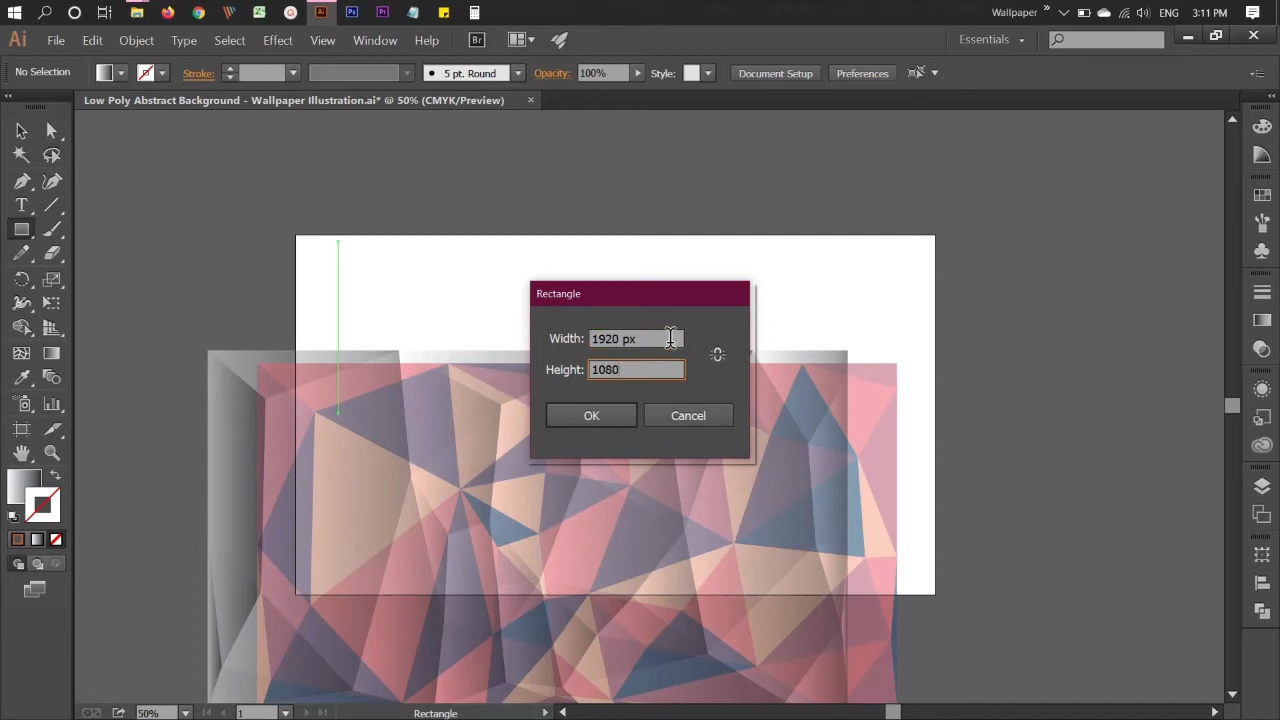 Wallpaper
ENG
3:11 PM
Ai
File
Edit
Object
Type
Select
Effect
View
Window
Help
Br
Essentials
No Selection
Stroke:
5 pt. Round
Opacity:
100%
Style:
Document Setup
Preferences
Low Poly Abstract Background - Wallpaper Illustration.ai* @ 50% (CMYK/Preview)
Rectangle
Width:
1920 px
Height:
1080
OK
Cancel
50%
1
Rectangle